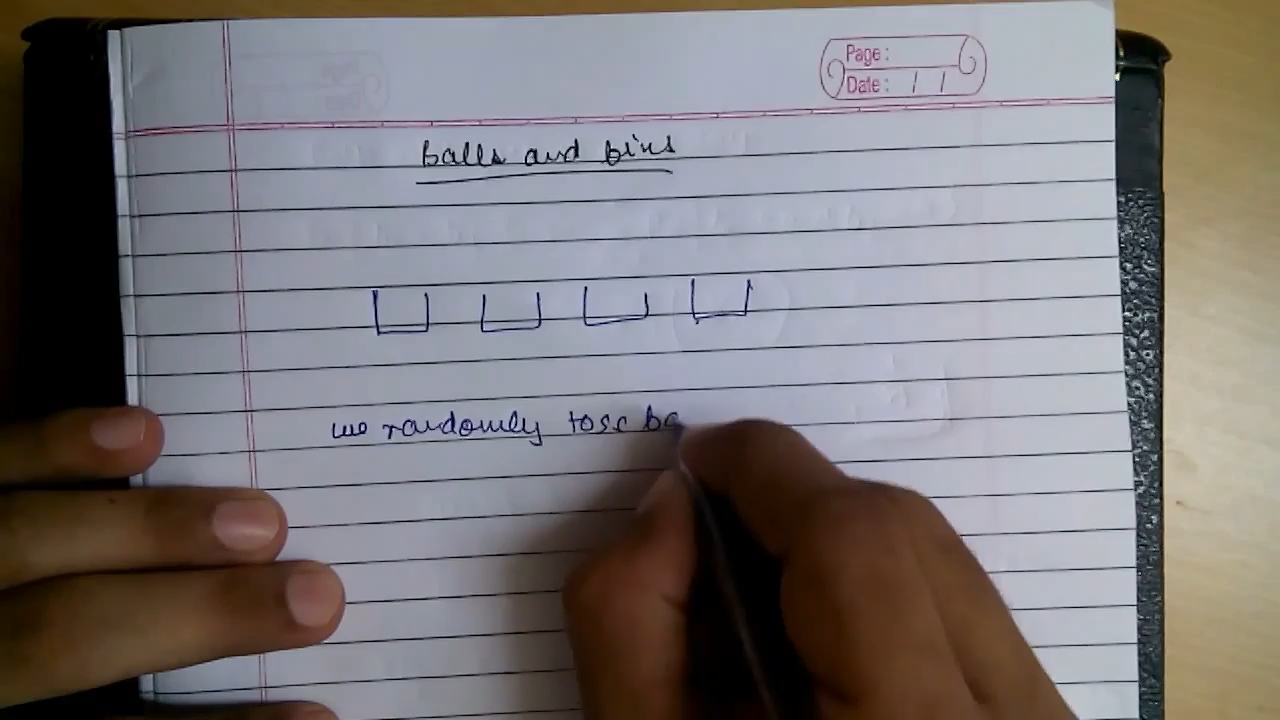 Page :
Date : / /
Balls and bins
we randomly toss ba